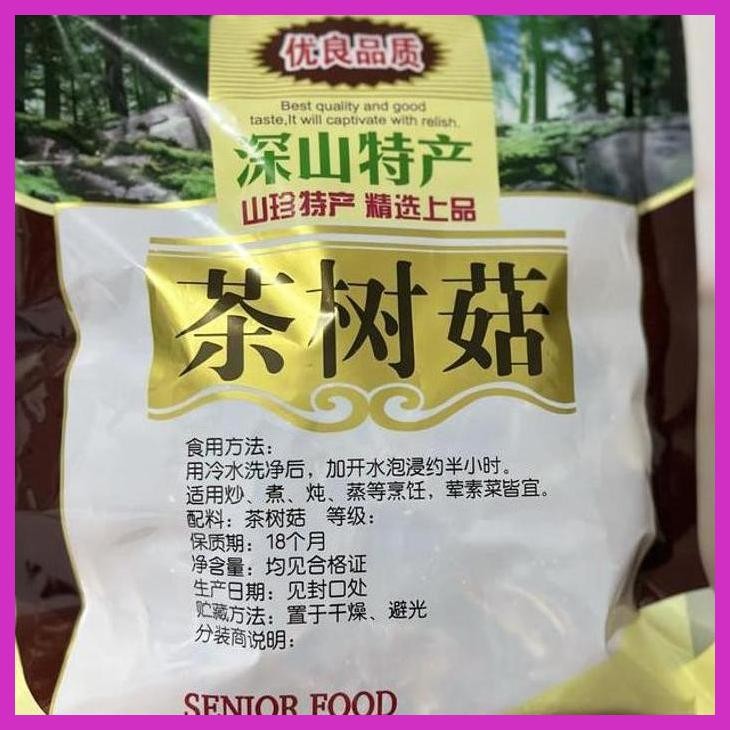 优良品质
Best quality and good
taste,It will captivate with relish.
深山特产
山珍特产 精选上品
茶树菇
食用方法：
用冷水洗净后，加开水泡浸约半小时。
适用炒、煮、炖、蒸等烹饪，荤素菜皆宜。
配料：茶树菇 等级：
保质期：18个月
净含量：均见合格证
生产日期：见封口处
贮藏方法：置于干燥、避光
分装商说明：
SENIOR FOOD